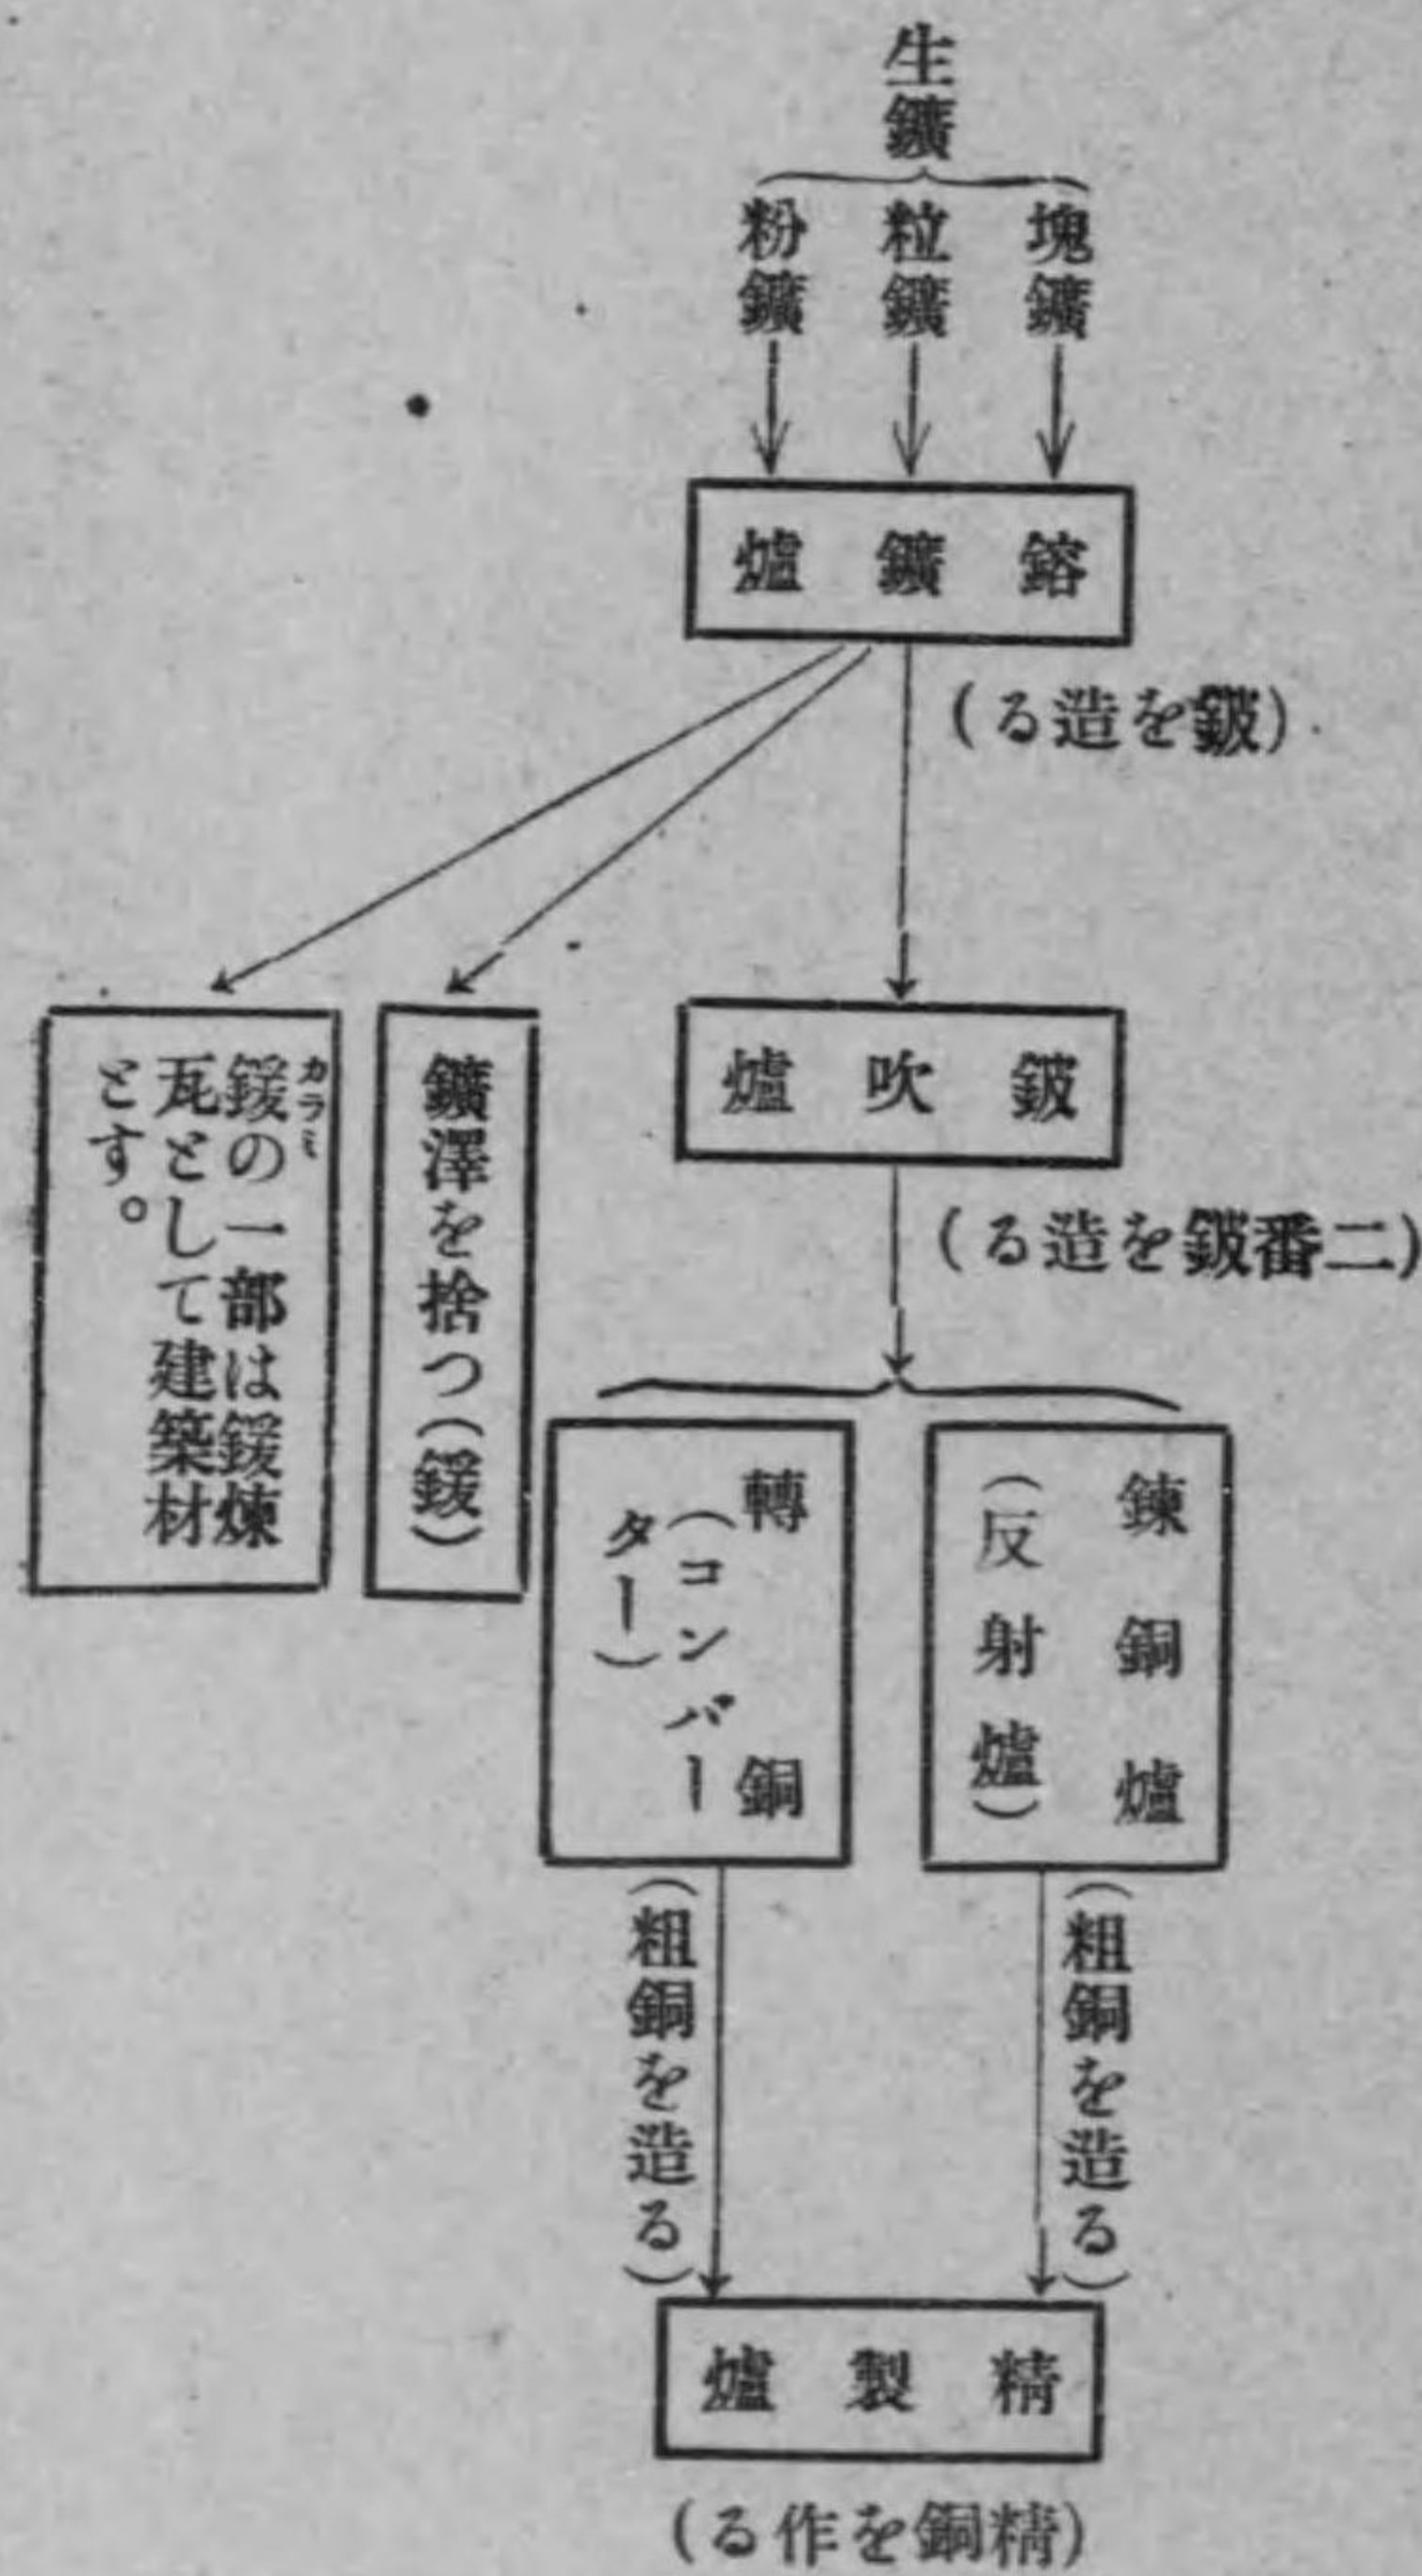 生鑛
塊鑛
粒鑛
粉鑛
鎔鑛爐
(鈹を造る)
鈹吹爐
鑛澤を捨つ(鍰)
カラミ
鍰の一部は鍰煉
瓦として建築材
とす。
(二番鈹を造る)
鍊銅爐
(反射爐)
轉銅
(コンバー
ター)
(粗銅を造る)
(粗銅を造る)
精製爐
(精銅を作る)